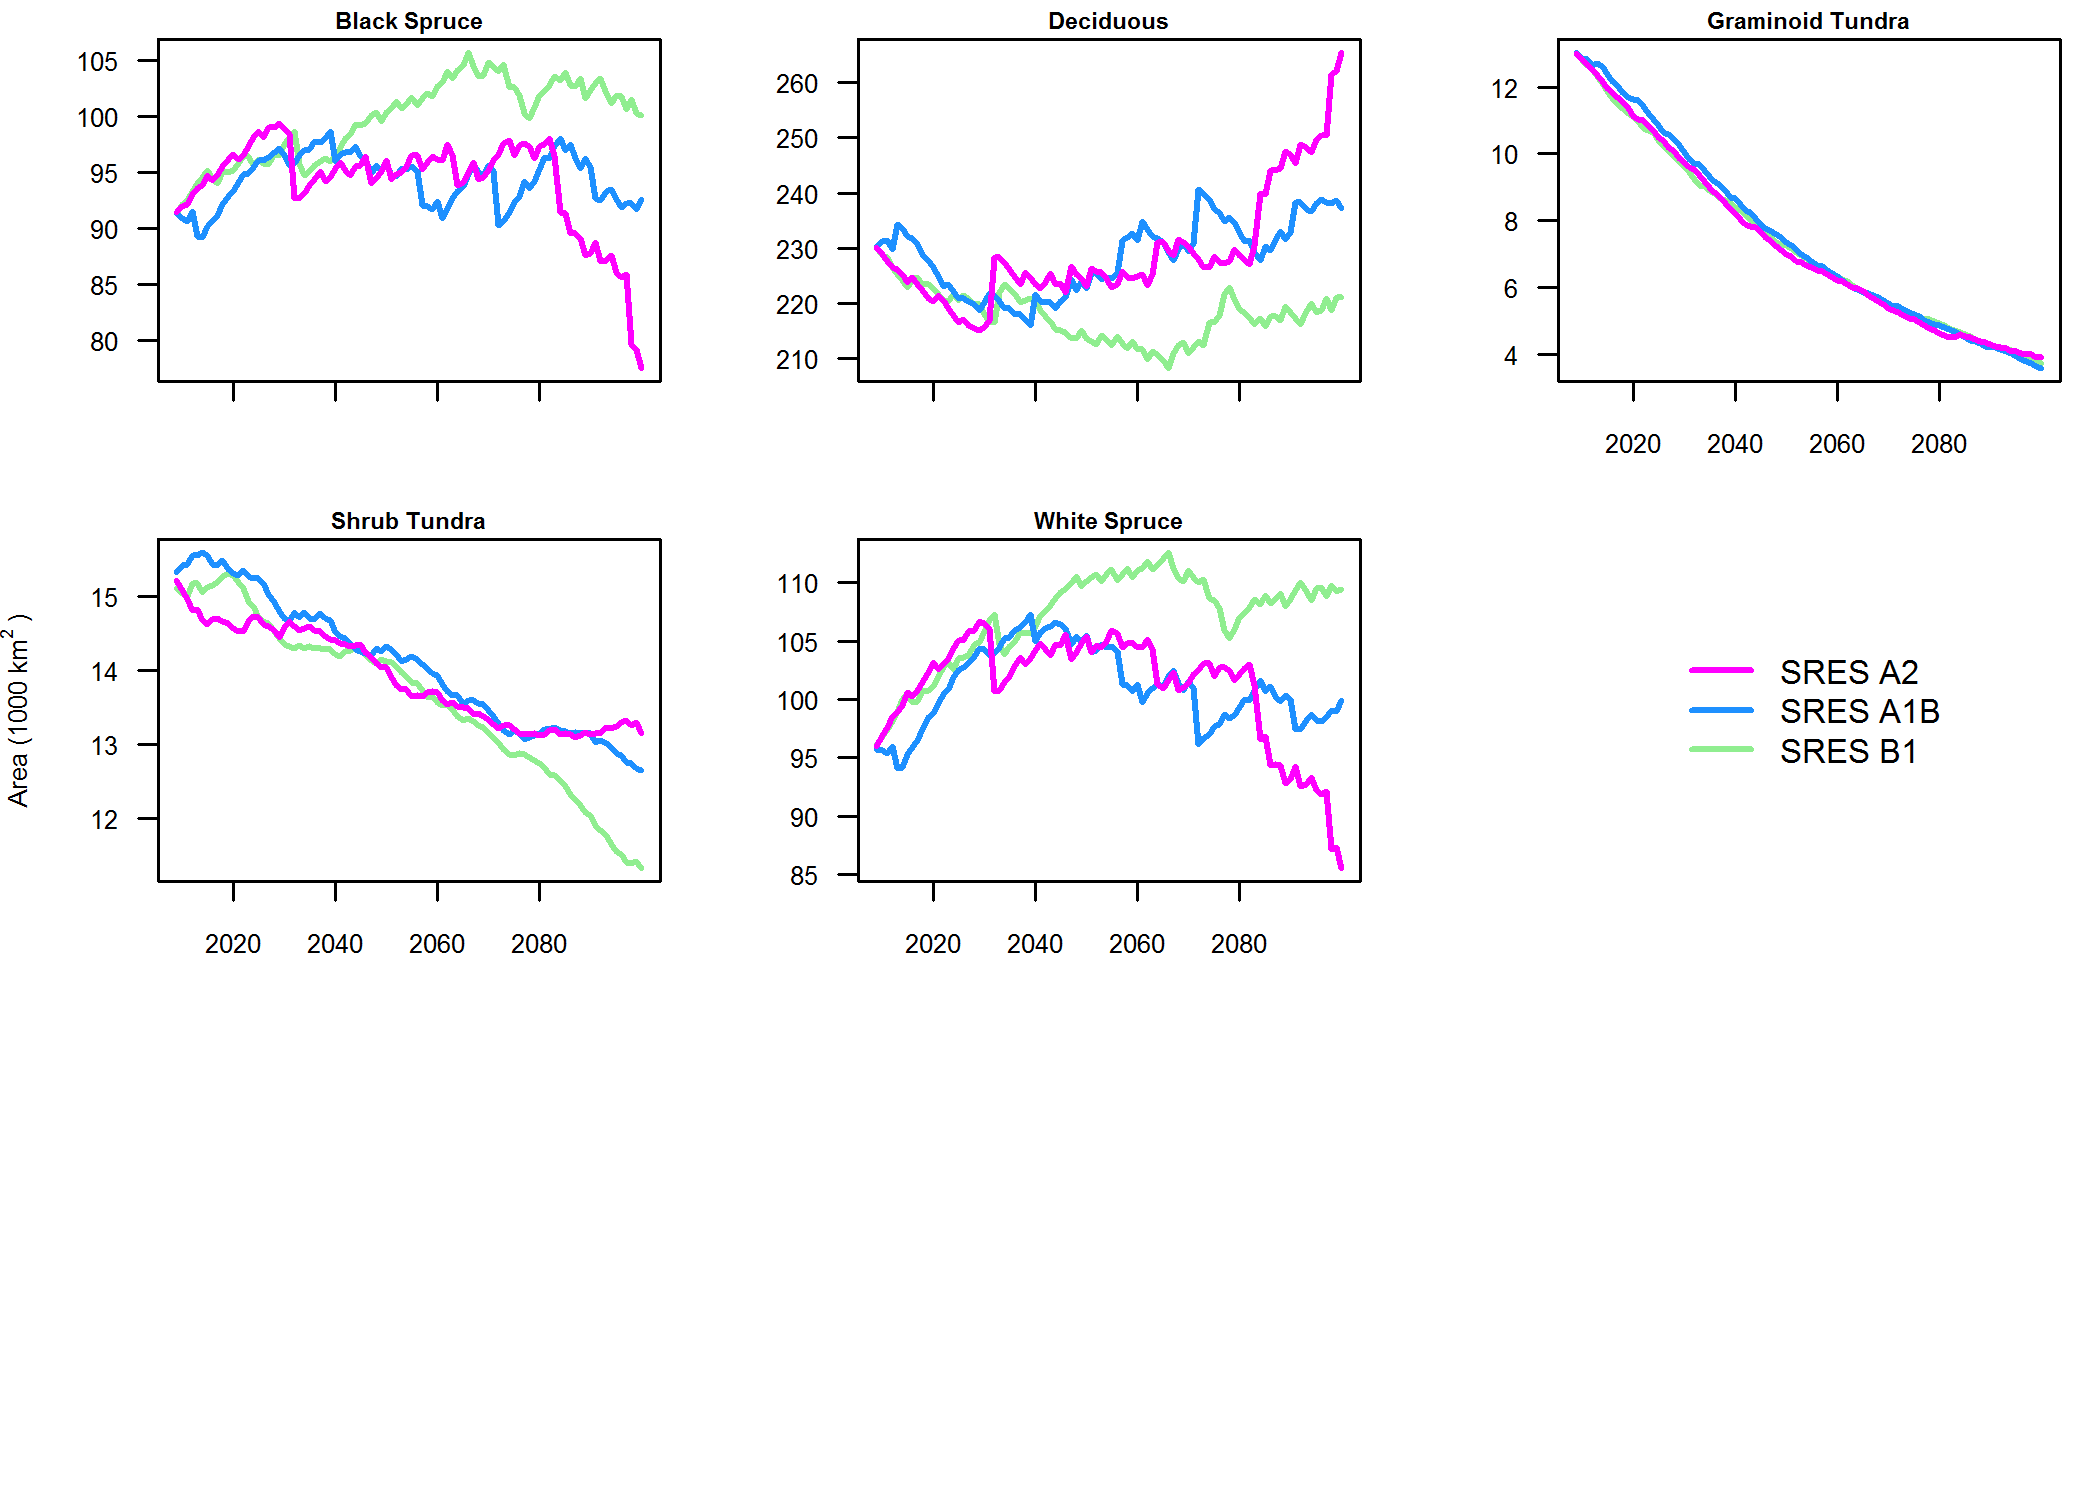 Black Spruce
105
100
95
90
85
80
Deciduous
260
250
240
230
220
210
Graminoid Tundra
12
10
8
6
4
2020 2040 2060 2080
Area (1000 km2 )
Shrub Tundra
15
14
13
12
2020 2040 2060 2080
White Spruce
110
105
100
95
90
85
2020 2040 2060 2080
SRES A2
SRES A1B
SRES B1